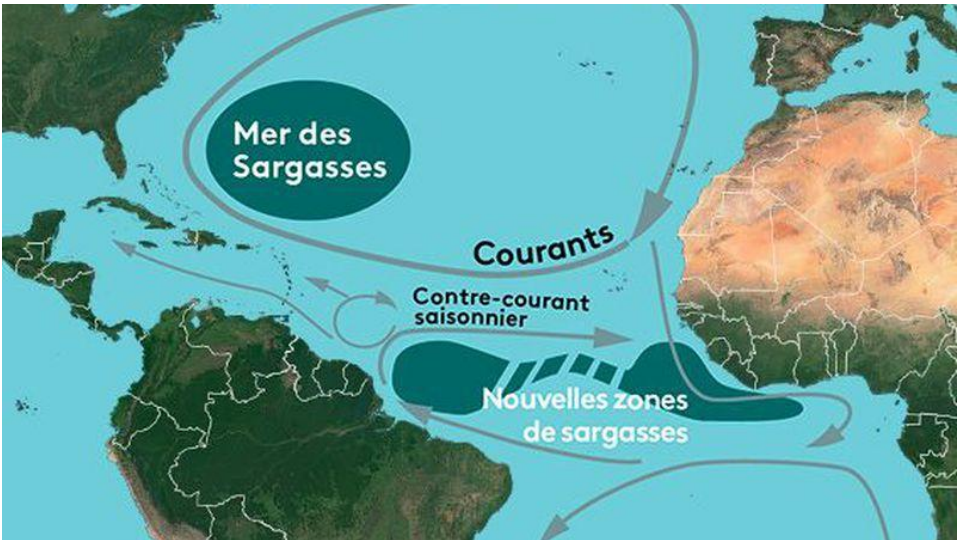 Mer des
Sargasses
Courants
Contre-courant
saisonnier
Nouvelles zones
de sargasses